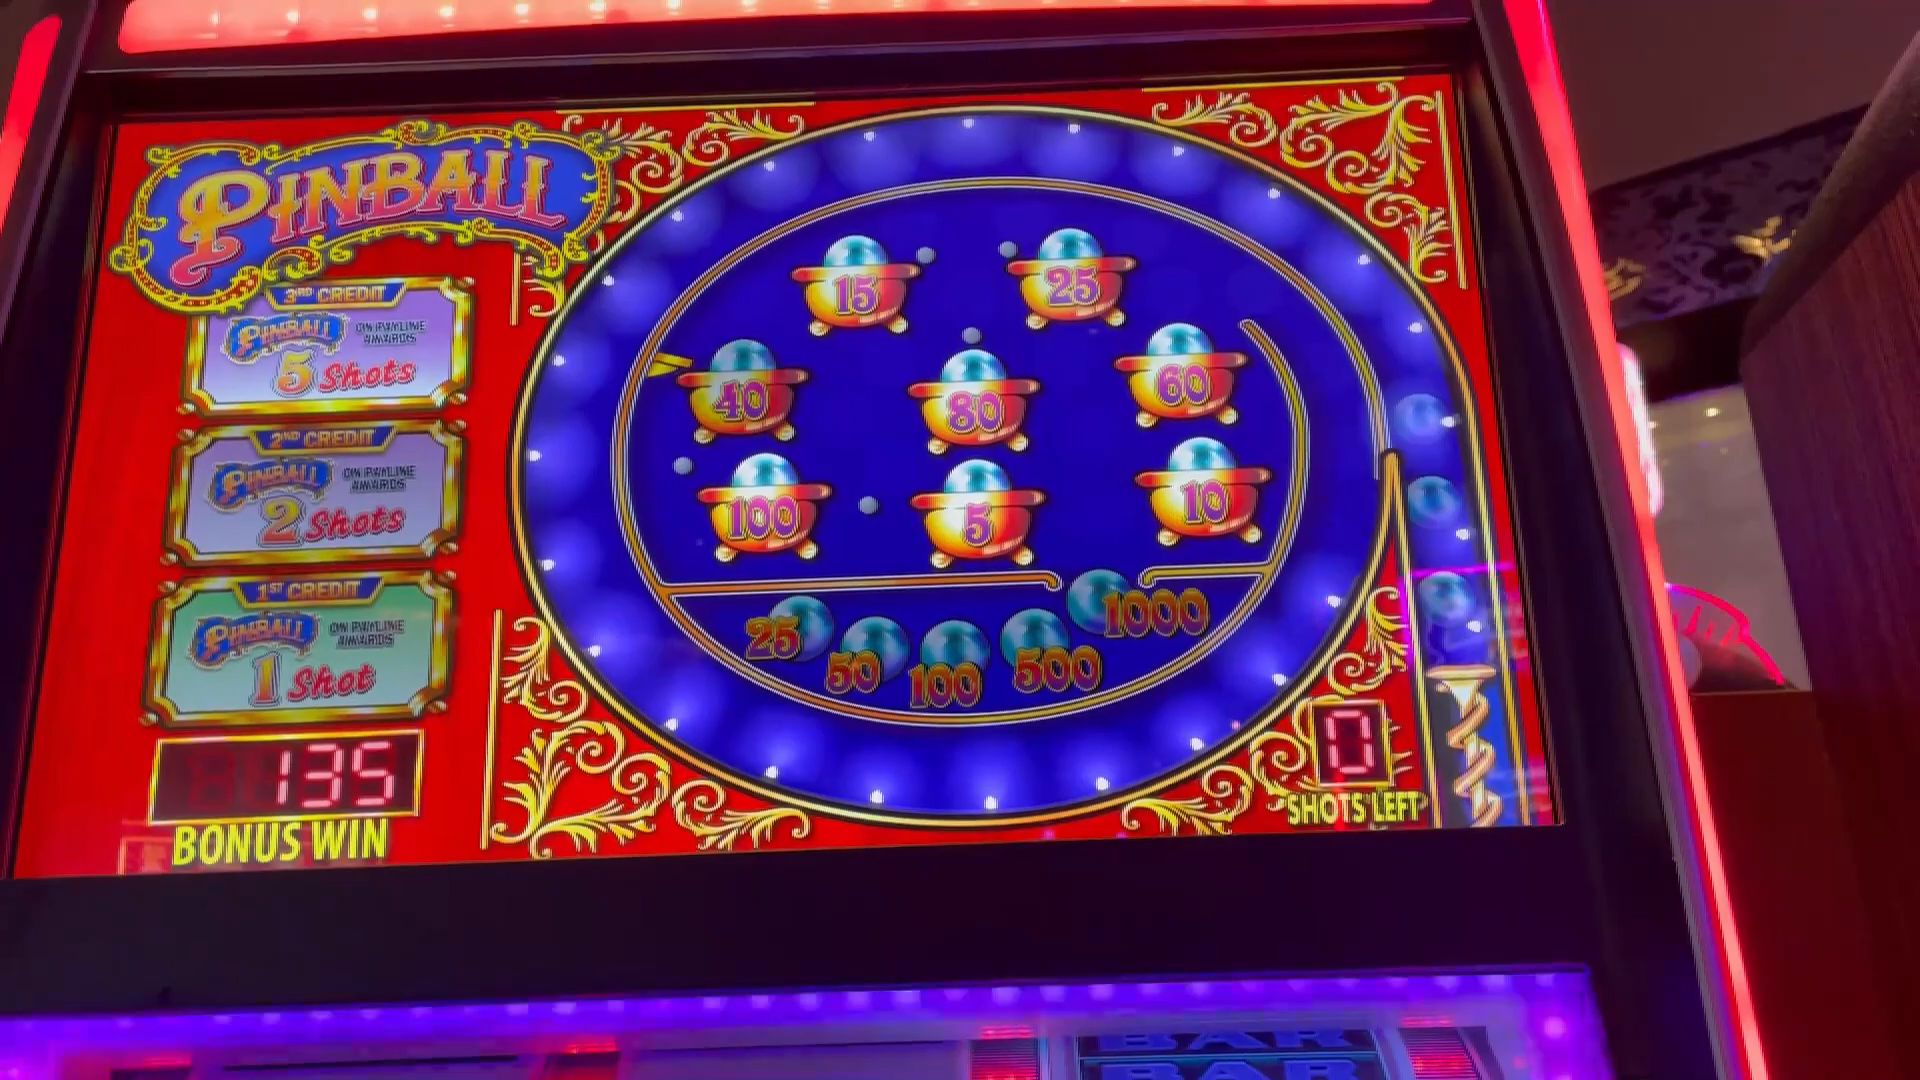 PINBALL
3RD CREDIT
PINBALL ON PAYLINE AWARDS
5 Shots
2ND CREDIT
PINBALL ON PAYLINE AWARDS
2 Shots
1ST CREDIT
PINBALL ON PAYLINE AWARDS
1 Shot
135
BONUS WIN
15 25
40 80 60
100 5 10
25 50 100 500 1000
0
SHOTS LEFT
BAR
BAR